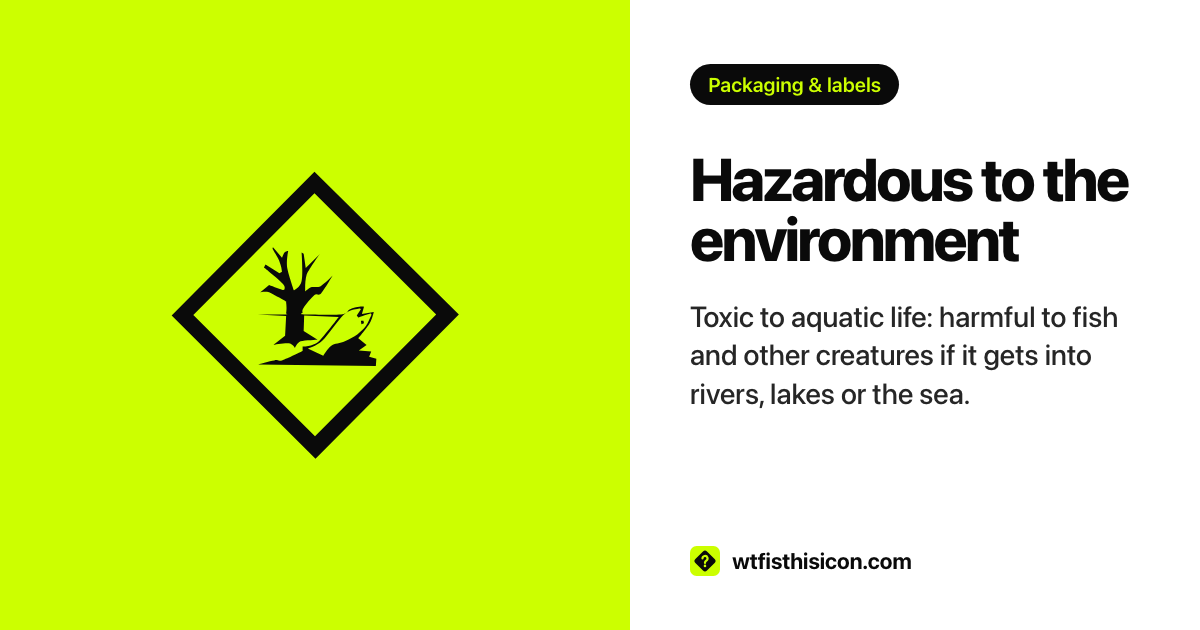 Packaging & labels
Hazardous to the
environment
Toxic to aquatic life: harmful to fish
and other creatures if it gets into
rivers, lakes or the sea.
?
wtfisthisicon.com